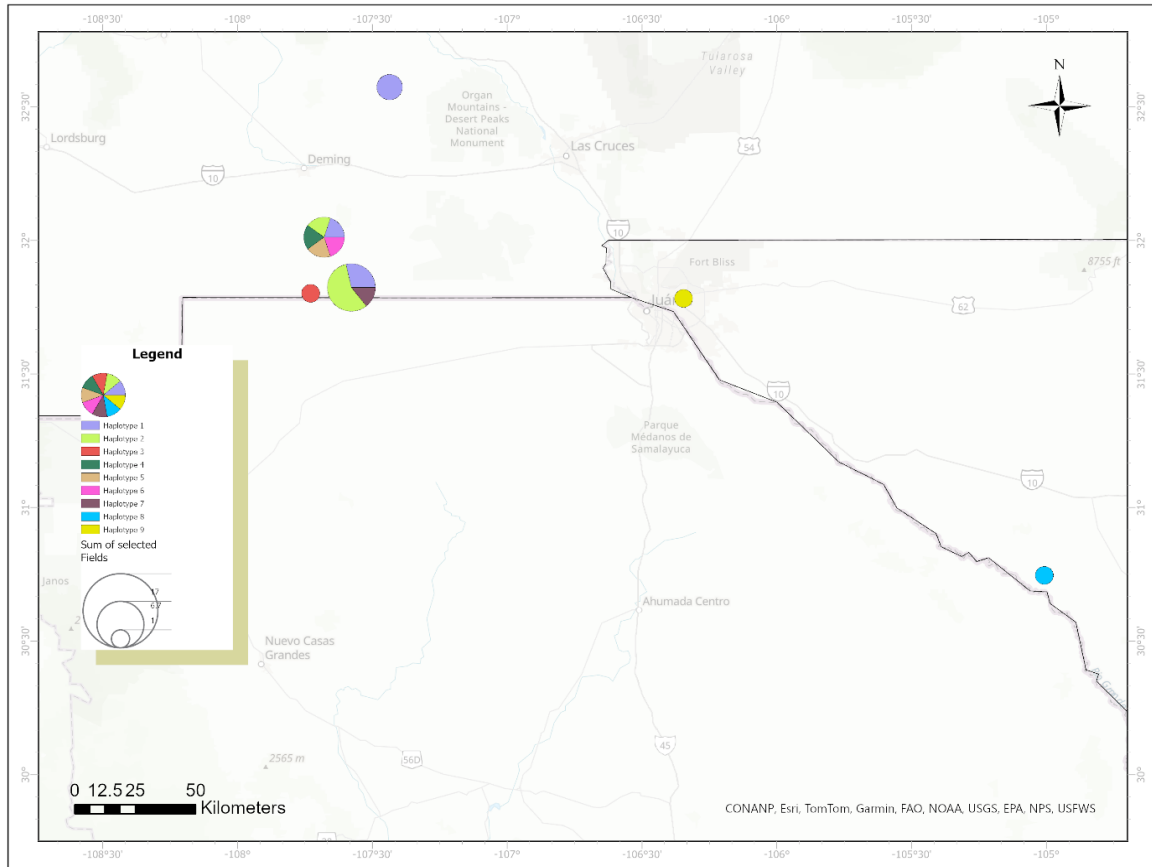 -108°30' -108° -107°30' -107° -106°30' -106° -105°30' -105°
32°30'
32°
31°30'
31°
30°30'
30°
32°30'
32°
31°30'
31°
30°30'
30°
N
Tularosa
Valley
Organ
Mountains -
Desert Peaks
National
Monument
Lordsburg
Las Cruces
54
Deming
10
10
Fort Bliss
8755 ft
Juár
62
10
Parque
Médanos de
Samalayuca
10
Legend
Haplotype 1
Haplotype 2
Haplotype 3
Haplotype 4
Haplotype 5
Haplotype 6
Haplotype 7
Haplotype 8
Haplotype 9
Sum of selected
Fields
17
6.7
1
Janos
2
Ahumada Centro
Nuevo Casas
Grandes
2565 m
56D
45
0 12.5 25 50
Kilometers
CONANP, Esri, TomTom, Garmin, FAO, NOAA, USGS, EPA, NPS, USFWS
-108°30' -108° -107°30' -107° -106°30' -106° -105°30' -105°